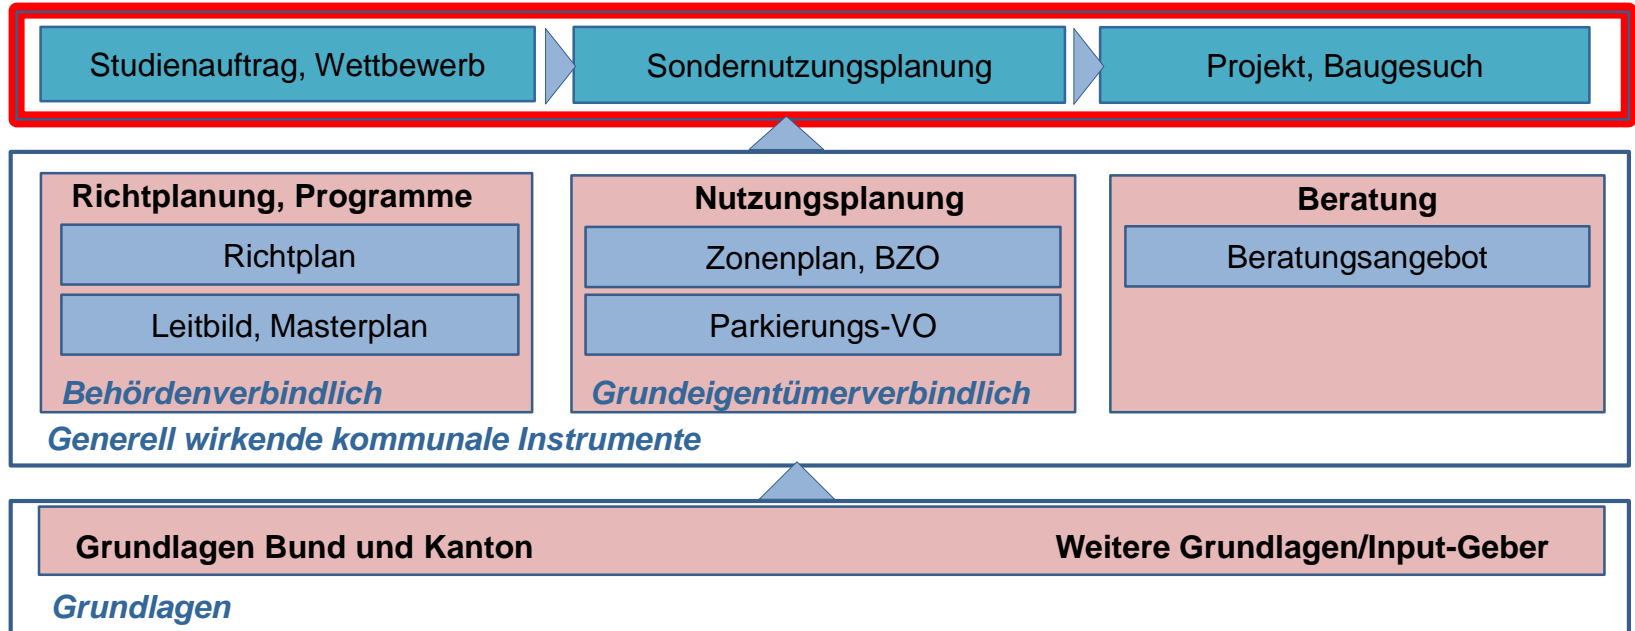 Studienauftrag, Wettbewerb
Sondernutzungsplanung
Projekt, Baugesuch
Richtplanung, Programme
Richtplan
Leitbild, Masterplan
Behördenverbindlich
Nutzungsplanung
Zonenplan, BZO
Parkierungs-VO
Grundeigentümerverbindlich
Beratung
Beratungsangebot
Generell wirkende kommunale Instrumente
Grundlagen Bund und Kanton
Weitere Grundlagen/Input-Geber
Grundlagen